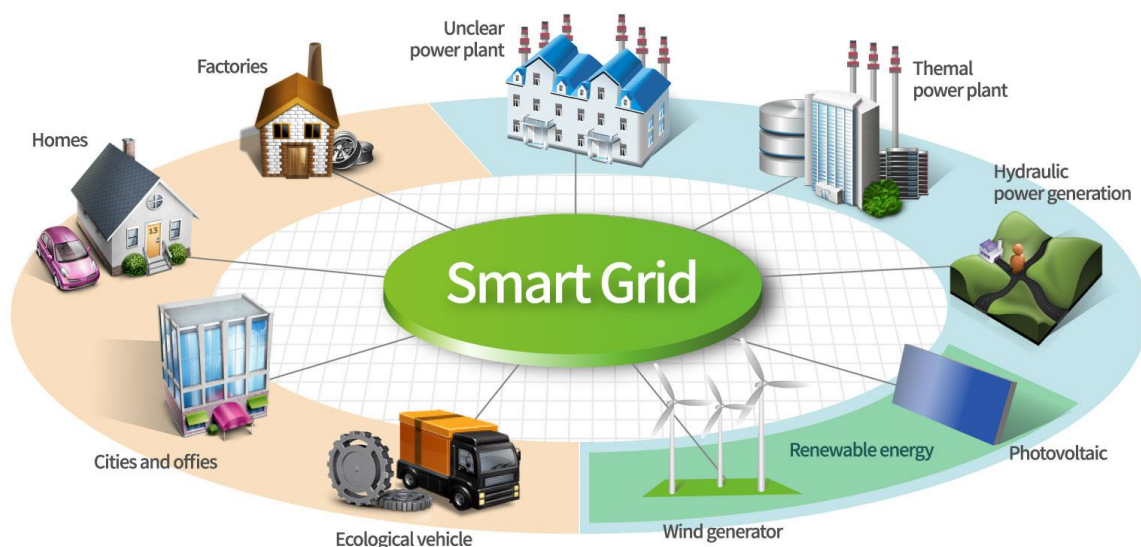 Unclear
power plant
Themal
power plant
Factories
Homes
Hydraulic
power generation
Smart Grid
13
Renewable energy
Photovoltaic
Cities and offies
Wind generator
Ecological vehicle